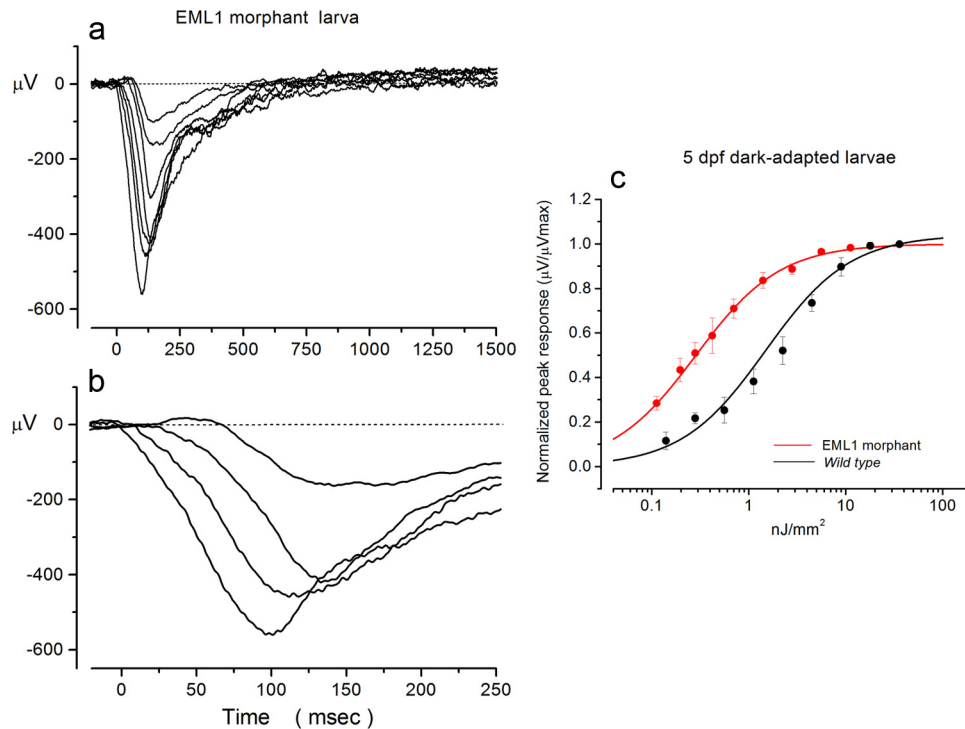 EML1 morphant larva
a
μV
0
-200
-400
-600
0 250 500 750 1000 1250 1500
b
μV
0
-200
-400
-600
0 50 100 150 200 250
Time ( msec )
5 dpf dark-adapted larvae
c
Normalized peak response (μV/μVmax)
1.2
1.0
0.8
0.6
0.4
0.2
0.0
EML1 morphant
Wild type
0.1 1 10 100
nJ/mm²